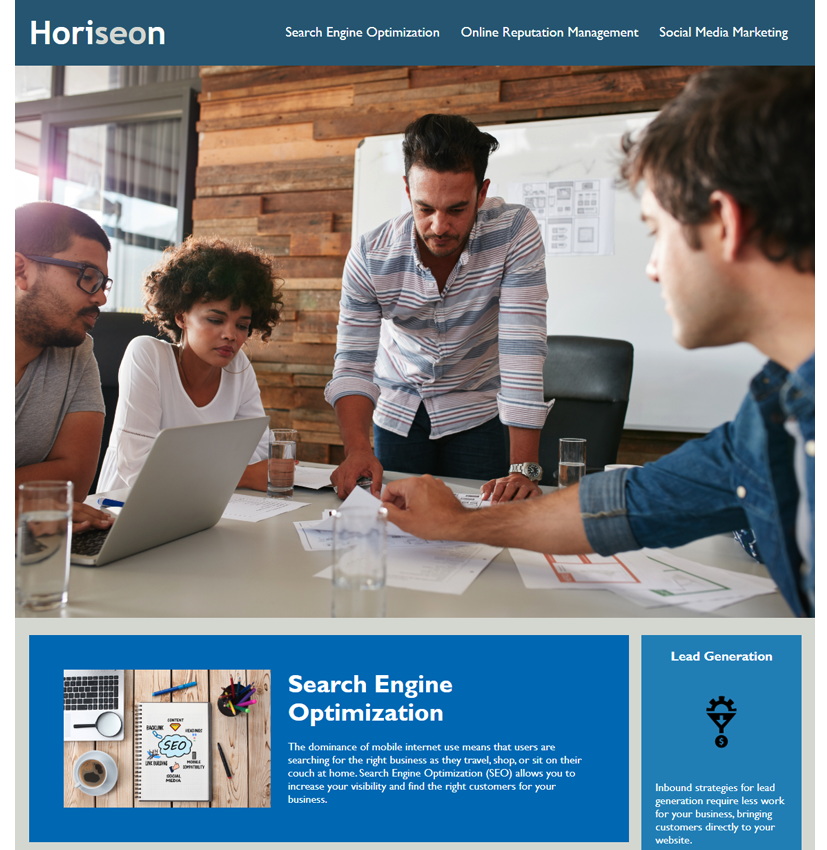 Horiseon
Search Engine Optimization
Online Reputation Management
Social Media Marketing
Search Engine
Optimization
The dominance of mobile internet use means that users are
searching for the right business as they travel, shop, or sit on their
couch at home. Search Engine Optimization (SEO) allows you to
increase your visibility and find the right customers for your
business.
CONTENT
BACKLINK
HEADINGS
SEO
LINK BUILDING
MOBILE
COMPATIBILITY
SOCIAL
MEDIA
Lead Generation
$
Inbound strategies for lead
generation require less work
for your business, bringing
customers directly to your
website.